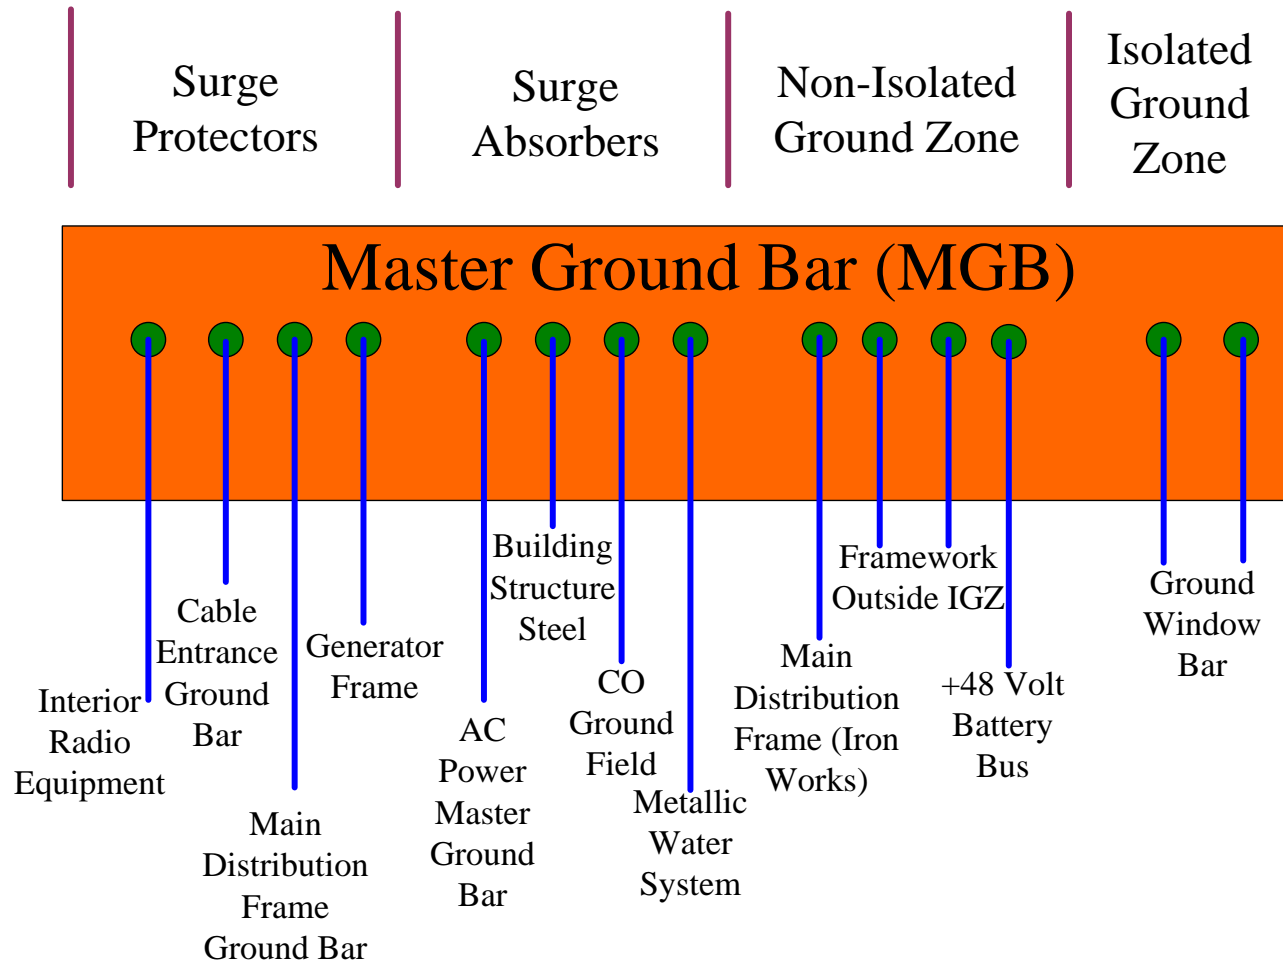 Surge
Protectors
Surge
Absorbers
Non-Isolated
Ground Zone
Isolated
Ground
Zone
Master Ground Bar (MGB)
Interior
Radio
Equipment
Cable
Entrance
Ground
Bar
Main
Distribution
Frame
Ground Bar
Generator
Frame
AC
Power
Master
Ground
Bar
Building
Structure
Steel
CO
Ground
Field
Metallic
Water
System
Main
Distribution
Frame (Iron
Works)
Framework
Outside IGZ
+48 Volt
Battery
Bus
Ground
Window
Bar